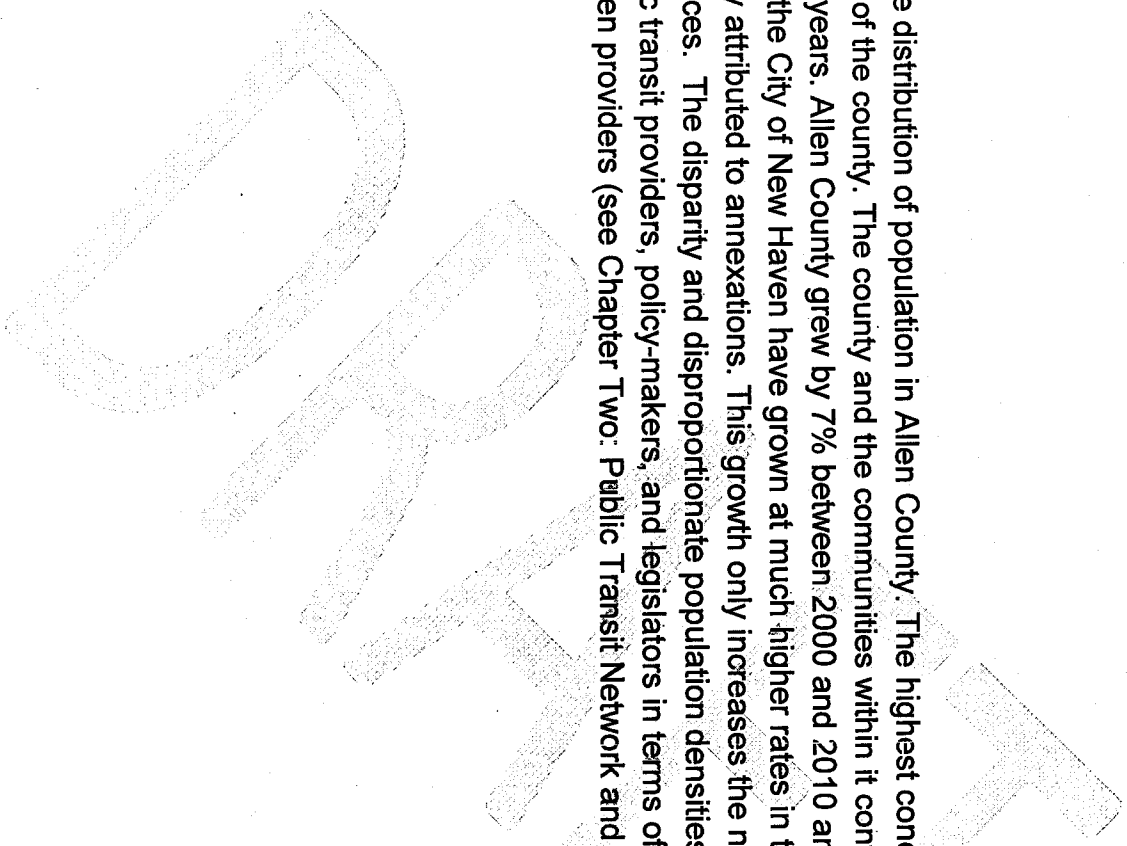 e distribution of population in Allen County. The highest conc
of the county. The county and the communities within it con
years. Allen County grew by 7% between 2000 and 2010 an
the City of New Haven have grown at much higher rates in t
y attributed to annexations. This growth only increases the n
ces. The disparity and disproportionate population densities
c transit providers, policy-makers, and legislators in terms of
en providers (see Chapter Two: Public Transit Network and
DRAFT